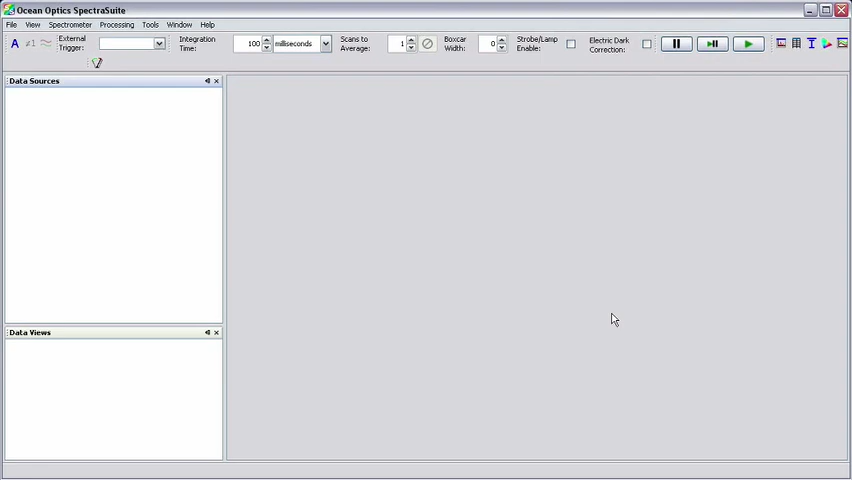 Ocean Optics SpectraSuite
File View Spectrometer Processing Tools Window Help
A ≠1 External Trigger: Integration Time: 100 milliseconds Scans to Average: 1 Boxcar Width: 0 Strobe/Lamp Enable: Electric Dark Correction:
Data Sources
Data Views